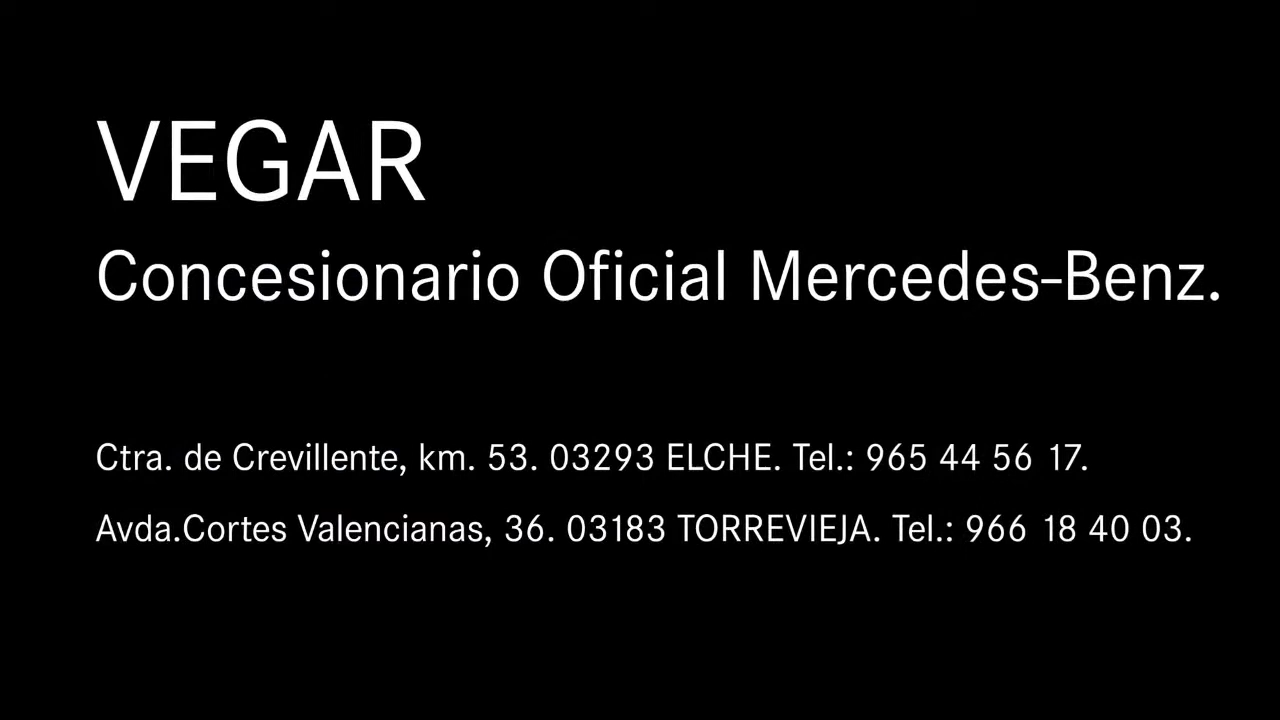 VEGAR
Concesionario Oficial Mercedes-Benz.
Ctra. de Crevillente, km. 53. 03293 ELCHE. Tel.: 965 44 56 17.
Avda.Cortes Valencianas, 36. 03183 TORREVIEJA. Tel.: 966 18 40 03.